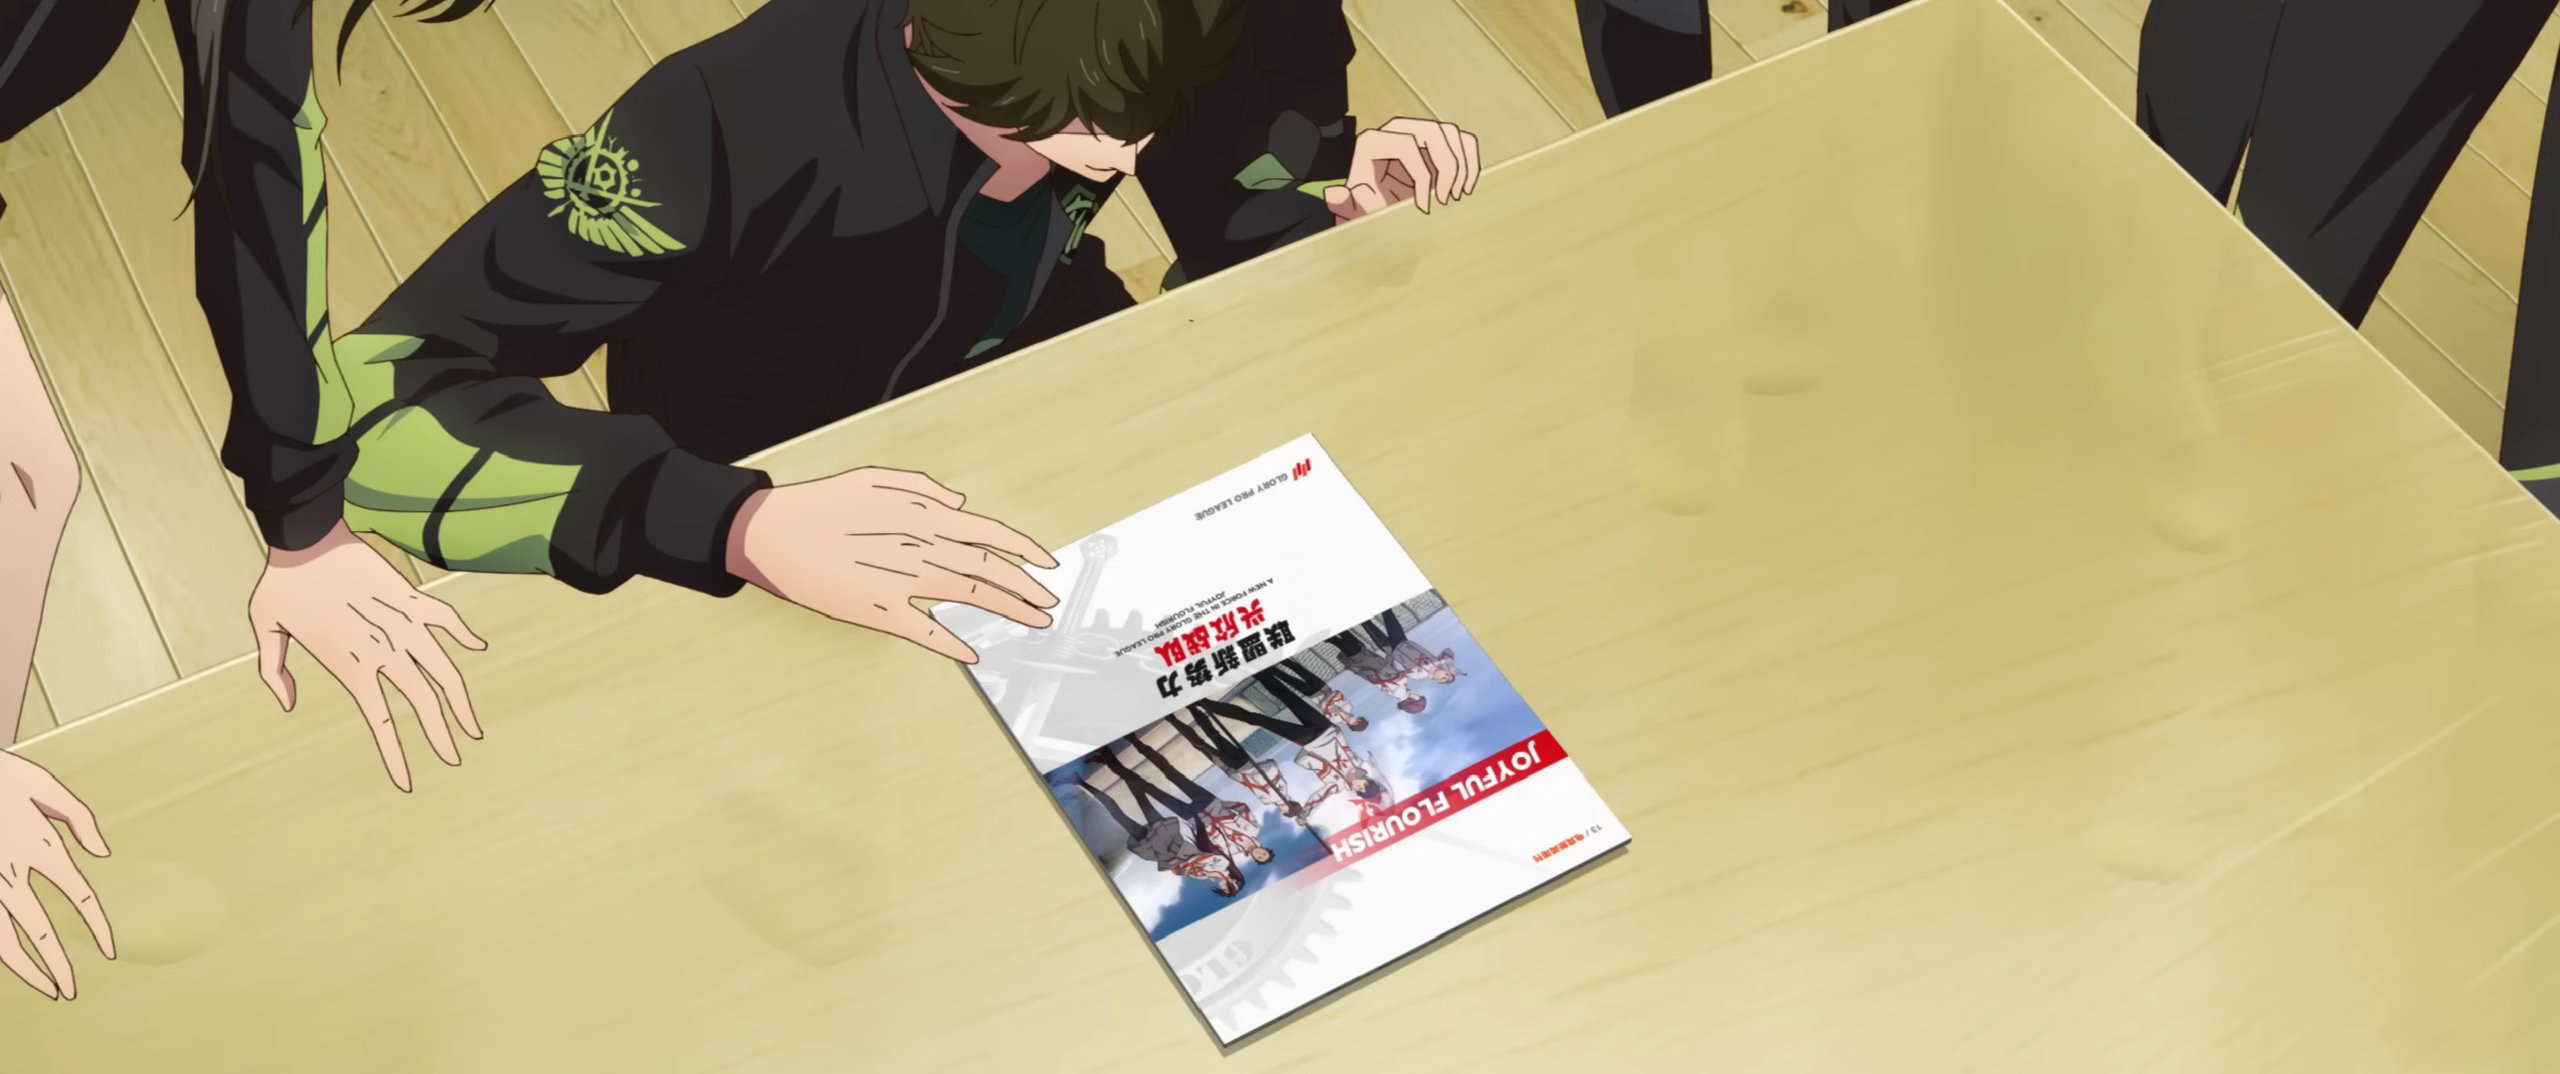 13 /
GLO
JOYFUL FLOURISH
联盟新势力
兴欣战队
A NEW FORCE IN THE GLORY PRO LEAGUE
JOYFUL FLOURISH
GLORY PRO LEAGUE